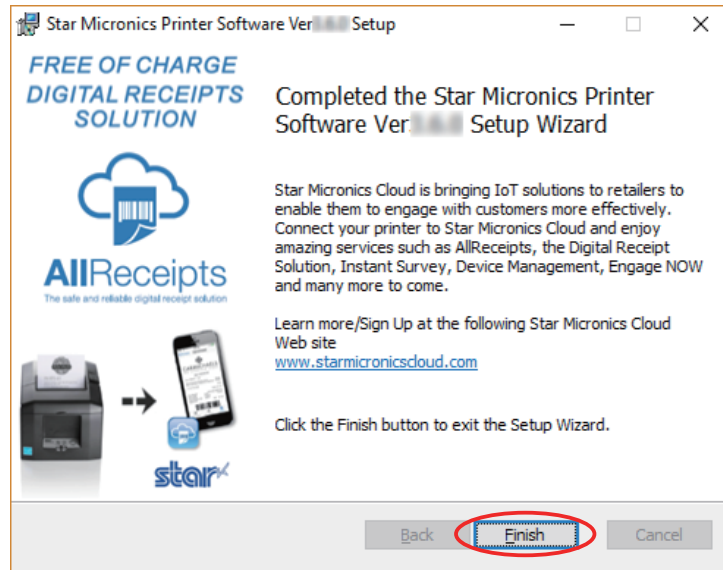 Star Micronics Printer Software Ver Setup
FREE OF CHARGE
DIGITAL RECEIPTS
SOLUTION
AllReceipts
The safe and reliable digital receipt solution
star
Completed the Star Micronics Printer
Software Ver. Setup Wizard
Star Micronics Cloud is bringing IoT solutions to retailers to
enable them to engage with customers more effectively.
Connect your printer to Star Micronics Cloud and enjoy
amazing services such as AllReceipts, the Digital Receipt
Solution, Instant Survey, Device Management, Engage NOW
and many more to come.
Learn more/Sign Up at the following Star Micronics Cloud
Web site
www.starmicronicscloud.com
Click the Finish button to exit the Setup Wizard.
Back
Finish
Cancel